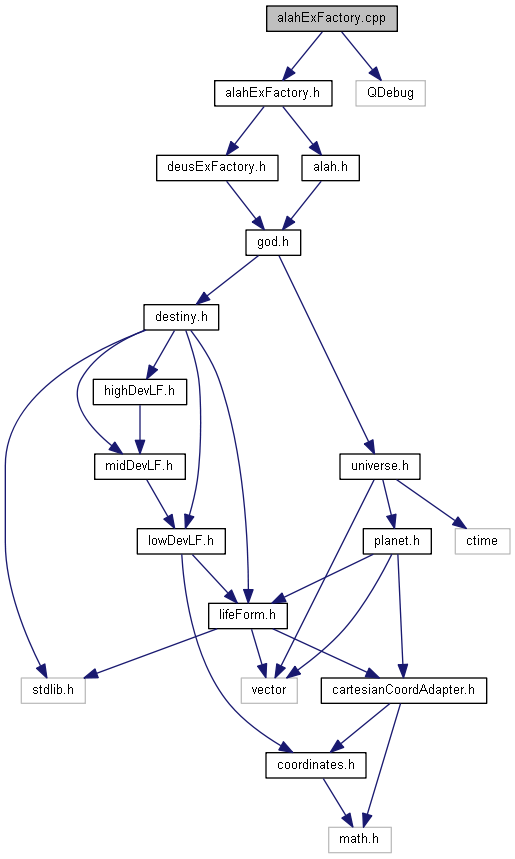 alahExFactory.cpp
alahExFactory.h
QDebug
deusExFactory.h
alah.h
god.h
destiny.h
highDevLF.h
midDevLF.h
universe.h
lowDevLF.h
planet.h
ctime
lifeForm.h
stdlib.h
vector
cartesianCoordAdapter.h
coordinates.h
math.h